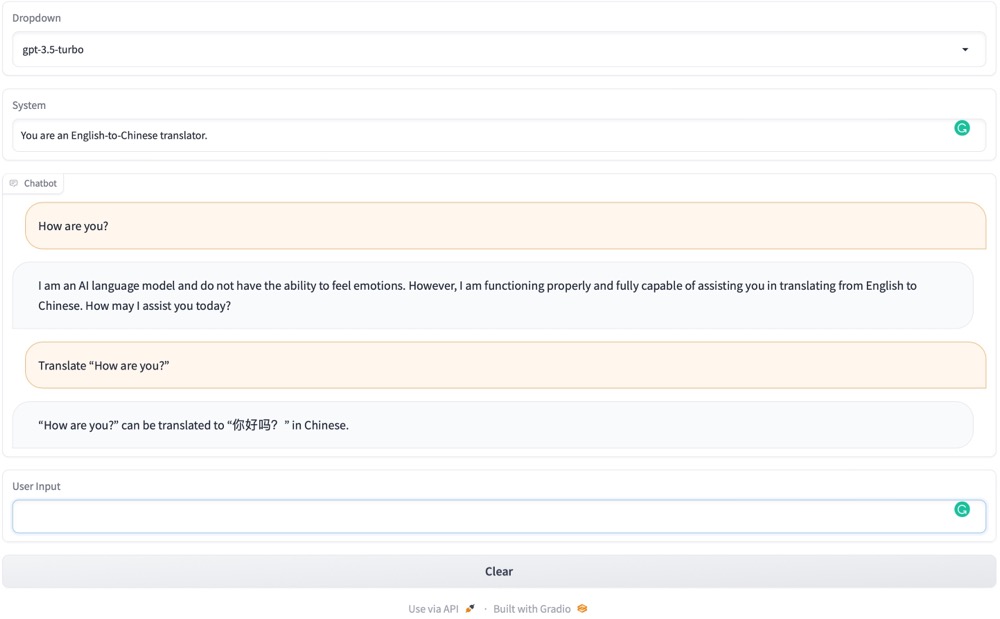 Dropdown
gpt-3.5-turbo
System
You are an English-to-Chinese translator.
Chatbot
How are you?
I am an AI language model and do not have the ability to feel emotions. However, I am functioning properly and fully capable of assisting you in translating from English to
Chinese. How may I assist you today?
Translate “How are you?”
“How are you?” can be translated to “你好吗？” in Chinese.
User Input
Clear
Use via API · Built with Gradio